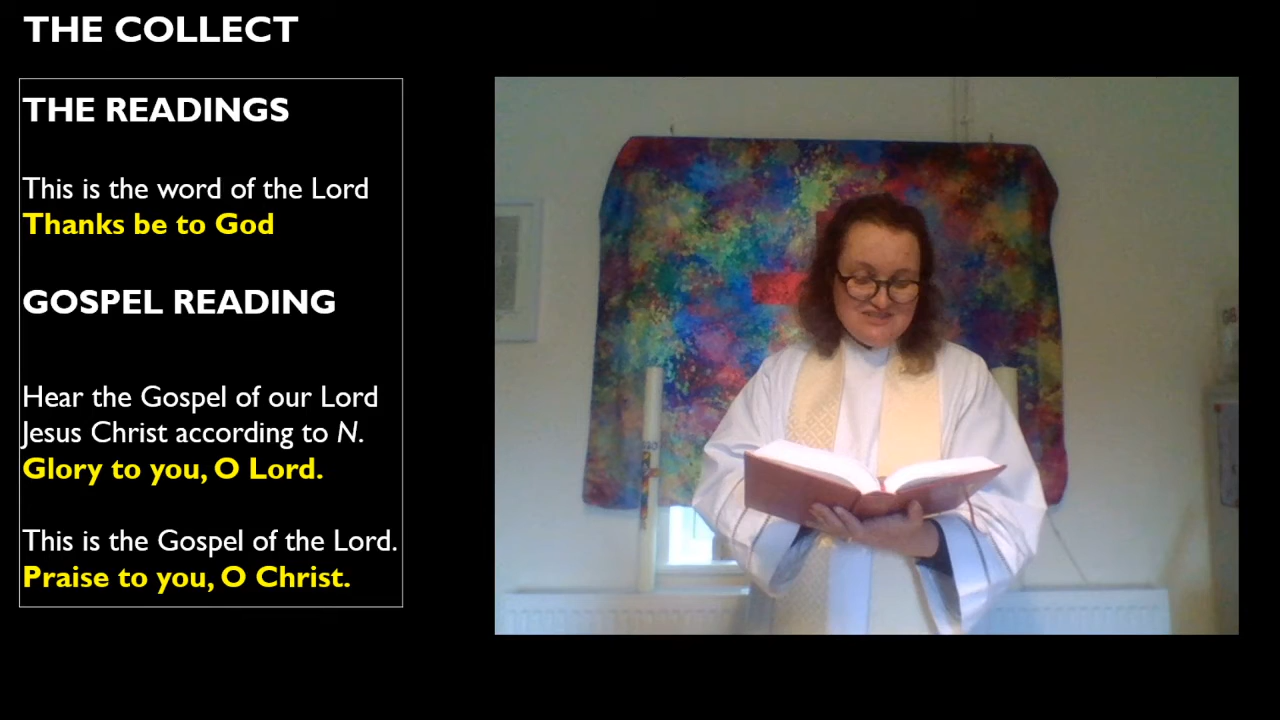 THE COLLECT
THE READINGS
This is the word of the Lord
Thanks be to God
GOSPEL READING
Hear the Gospel of our Lord
Jesus Christ according to N.
Glory to you, O Lord.
This is the Gospel of the Lord.
Praise to you, O Christ.